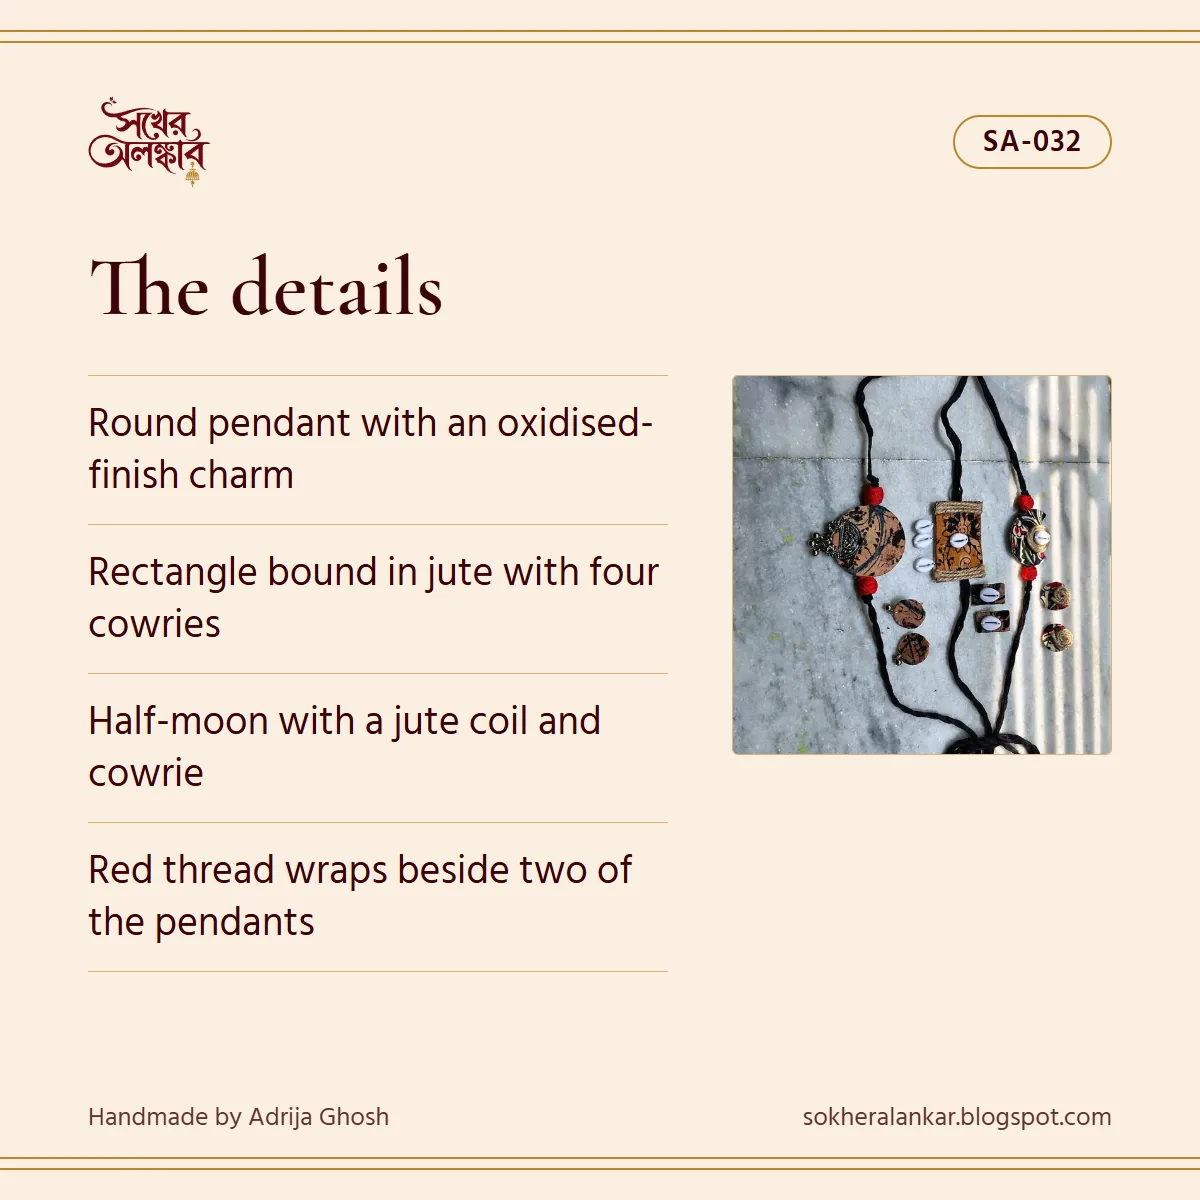 সখের
অলঙ্কার
SA-032
The details
Round pendant with an oxidised-
finish charm
Rectangle bound in jute with four
cowries
Half-moon with a jute coil and
cowrie
Red thread wraps beside two of
the pendants
Handmade by Adrija Ghosh
sokheralankar.blogspot.com